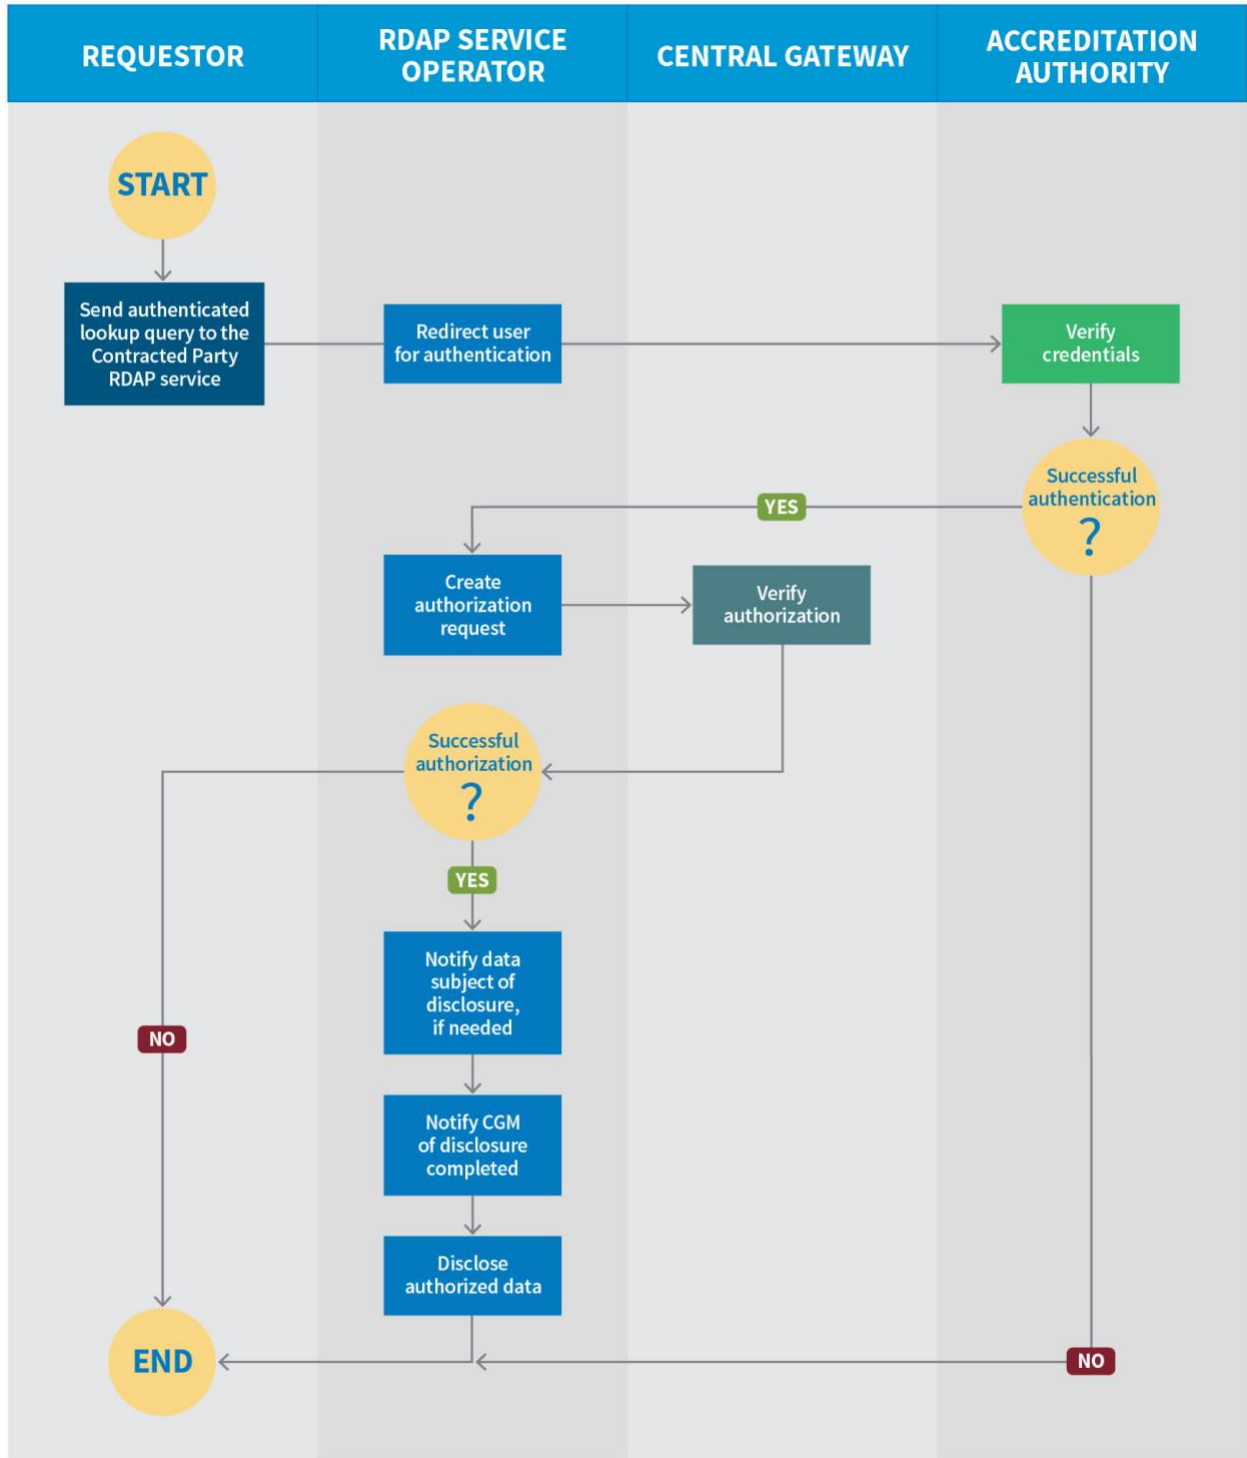 REQUESTOR
RDAP SERVICE
OPERATOR
CENTRAL GATEWAY
ACCREDITATION
AUTHORITY
START
Send authenticated
lookup query to the
Contracted Party
RDAP service
Redirect user
for authentication
Verify
credentials
Successful
authentication
?
YES
Create
authorization
request
Verify
authorization
Successful
authorization
?
YES
Notify data
subject of
disclosure,
if needed
NO
Notify CGM
of disclosure
completed
Disclose
authorized data
END
NO